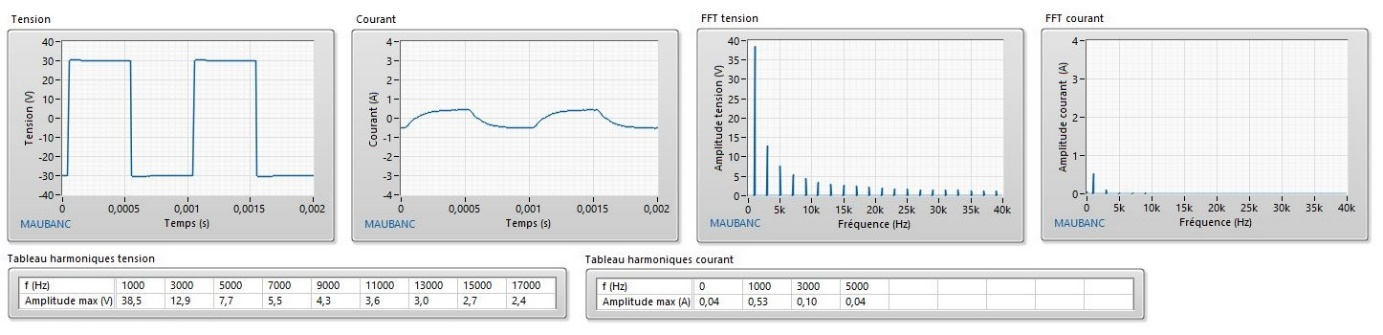 Tension
Courant
FFT tension
FFT courant
Tension (V)
40
30
20
10
0
-10
-20
-30
-40
0
0,0005
0,001
0,0015
0,002
MAUBANC
Temps (s)
Courant (A)
4
3
2
1
0
-1
-2
-3
-4
0
0,0005
0,001
0,0015
0,002
MAUBANC
Temps (s)
Amplitude tension (V)
40
35
30
25
20
15
10
5
0
0
5k
10k
15k
20k
25k
30k
35k
40k
MAUBANC
Fréquence (Hz)
Amplitude courant (A)
4
3
2
1
0
0
5k
10k
15k
20k
25k
30k
35k
40k
MAUBANC
Fréquence (Hz)
Tableau harmoniques tension
f (Hz) 1000 3000 5000 7000 9000 11000 13000 15000 17000
Amplitude max (V) 38,5 12,9 7,7 5,5 4,3 3,6 3,0 2,7 2,4
Tableau harmoniques courant
f (Hz) 0 1000 3000 5000
Amplitude max (A) 0,04 0,53 0,10 0,04